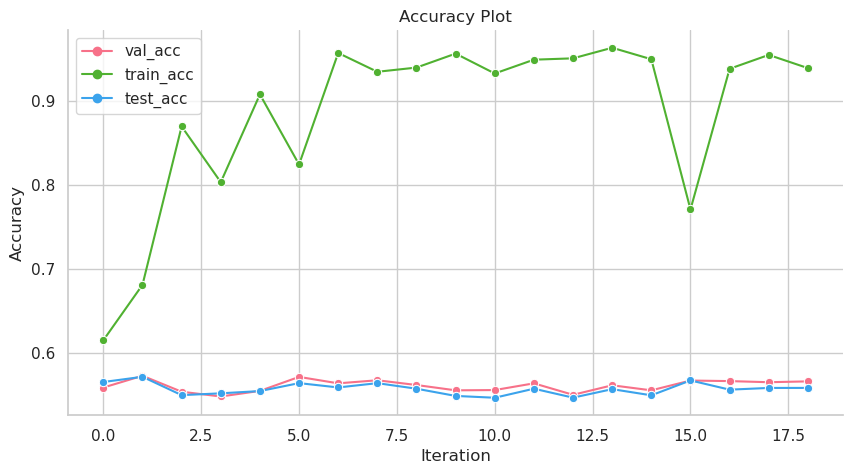 Accuracy Plot
val_acc
train_acc
test_acc
Accuracy
0.9
0.8
0.7
0.6
0.0 2.5 5.0 7.5 10.0 12.5 15.0 17.5
Iteration